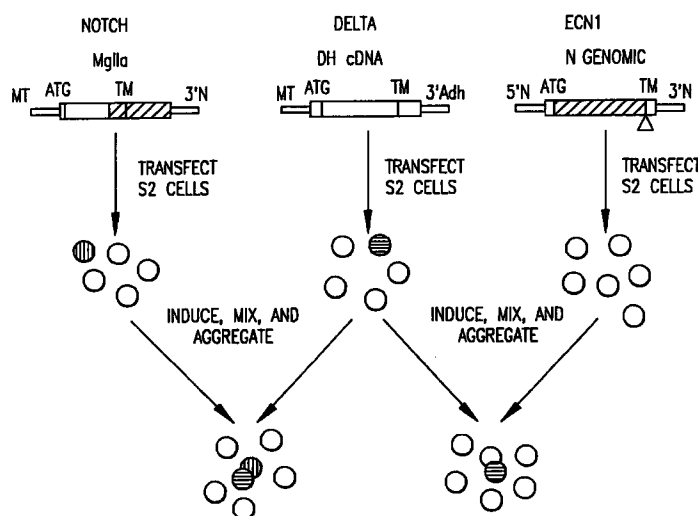 NOTCH DELTA ECN1
MgIIa DH cDNA N GENOMIC
MT ATG TM 3'N MT ATG TM 3'Adh 5'N ATG TM 3'N
TRANSFECT
S2 CELLS
TRANSFECT
S2 CELLS
TRANSFECT
S2 CELLS
INDUCE, MIX, AND
AGGREGATE
INDUCE, MIX, AND
AGGREGATE